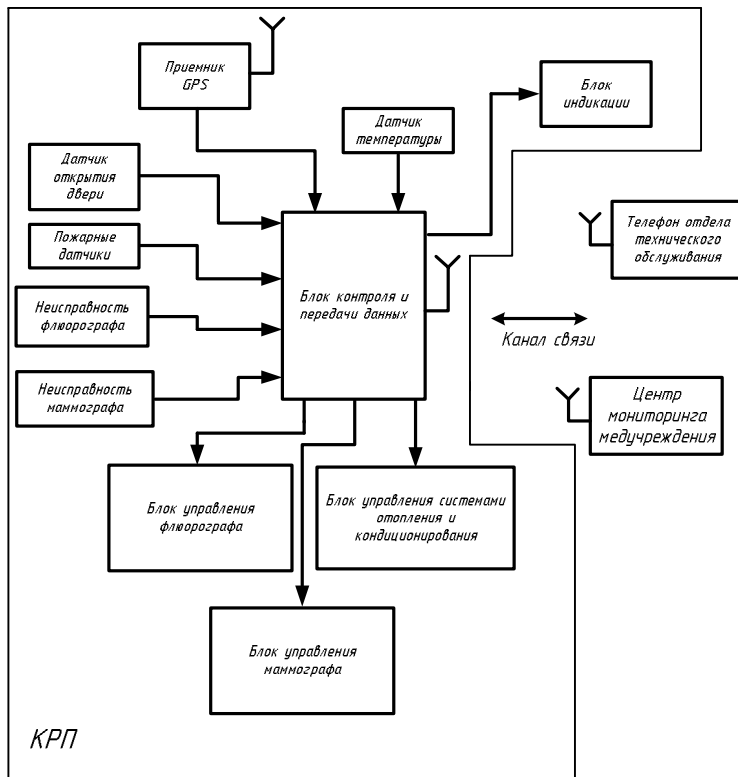 Приемник
GPS
Блок
индикации
Датчик
температуры
Датчик
открытия
двери
Пожарные
датчики
Телефон отдела
технического
обслуживания
Неисправность
флюорографа
Блок контроля и
передачи данных
Канал связи
Неисправность
маммографа
Центр
мониторинга
медучреждения
Блок управления
флюорографа
Блок управления системами
отопления и
кондиционирования
Блок управления
маммографа
КРП